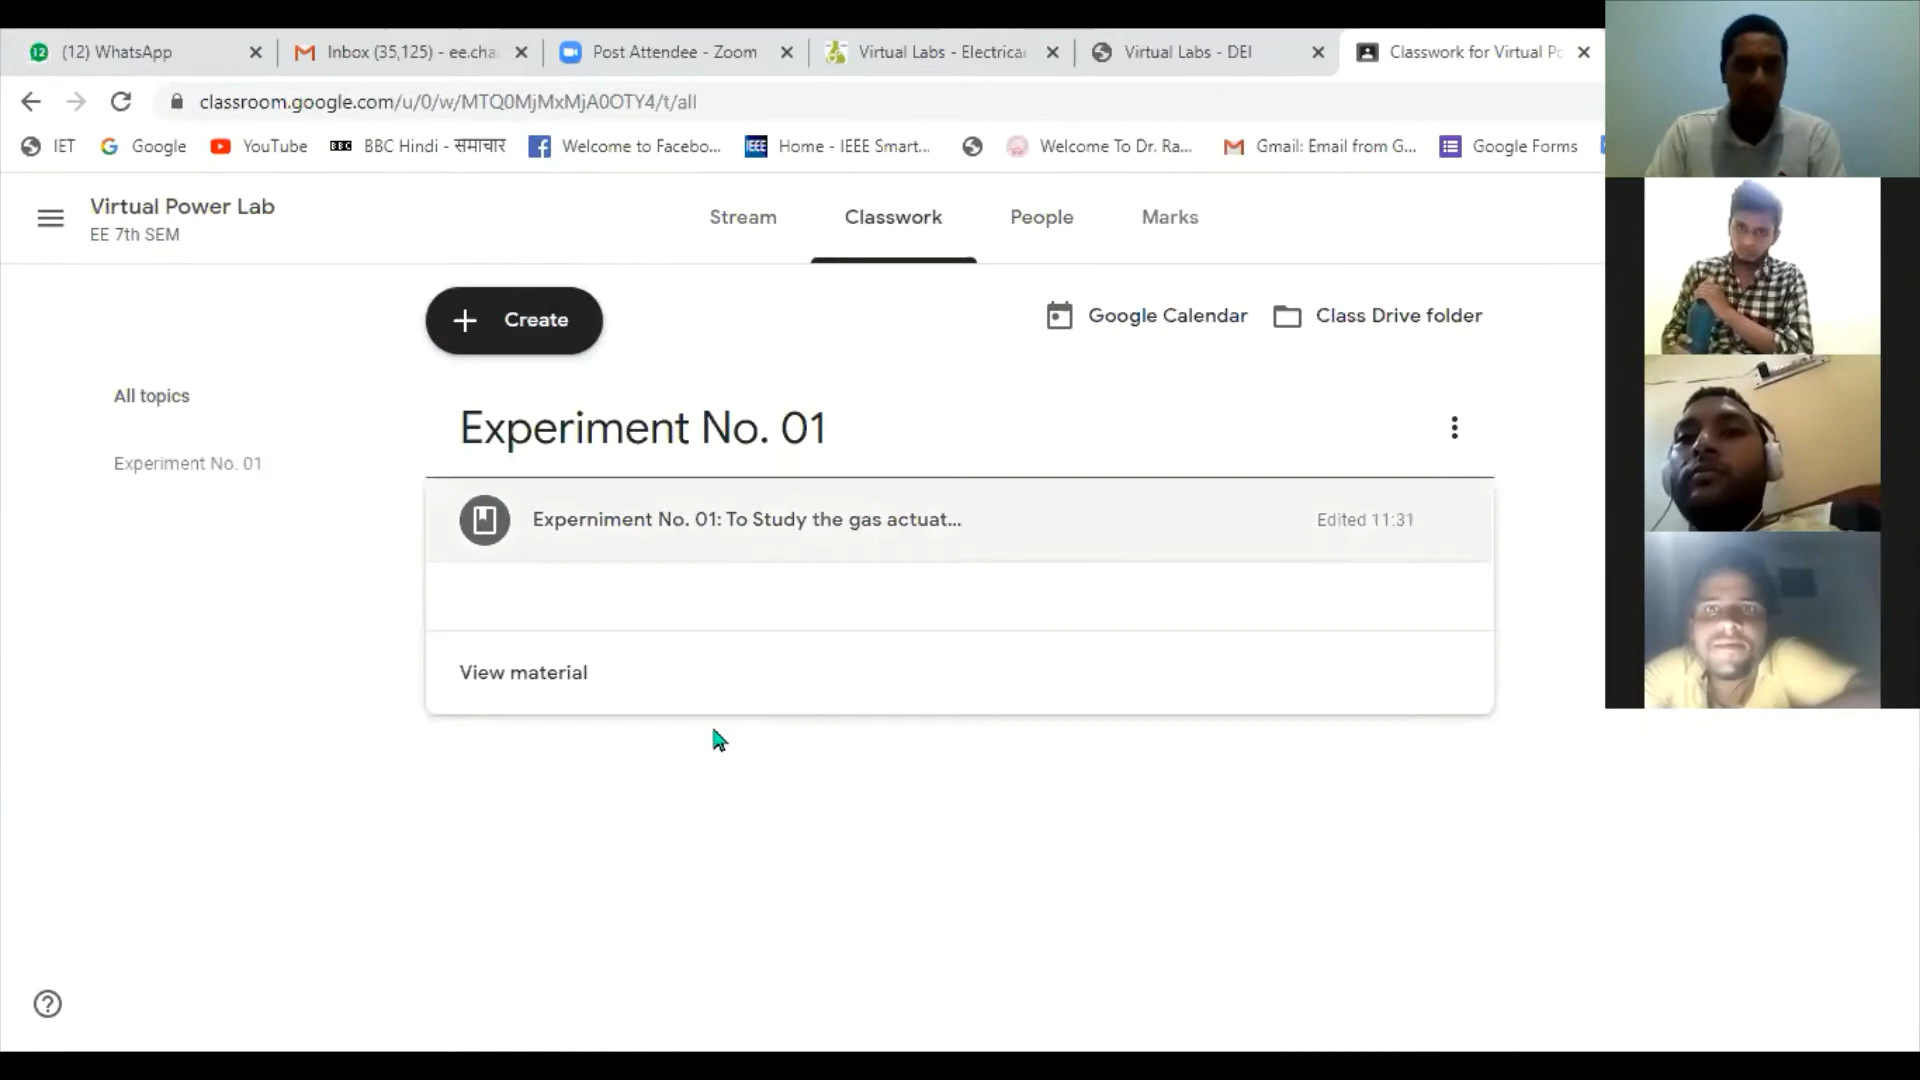 12 (12) WhatsApp
Inbox (35,125) - ee.cha
Post Attendee - Zoom
Virtual Labs - Electrical
Virtual Labs - DEI
Classwork for Virtual Po
classroom.google.com/u/0/w/MTQ0MjMxMjA0OTY4/t/all
IET
Google
YouTube
BBC BBC Hindi - समाचार
Welcome to Facebo...
IEEE Home - IEEE Smart...
Welcome To Dr. Ra...
Gmail: Email from G...
Google Forms
Virtual Power Lab
EE 7th SEM
Stream
Classwork
People
Marks
Create
Google Calendar
Class Drive folder
All topics
Experiment No. 01
Experiment No. 01
Experniment No. 01: To Study the gas actuat...
Edited 11:31
View material